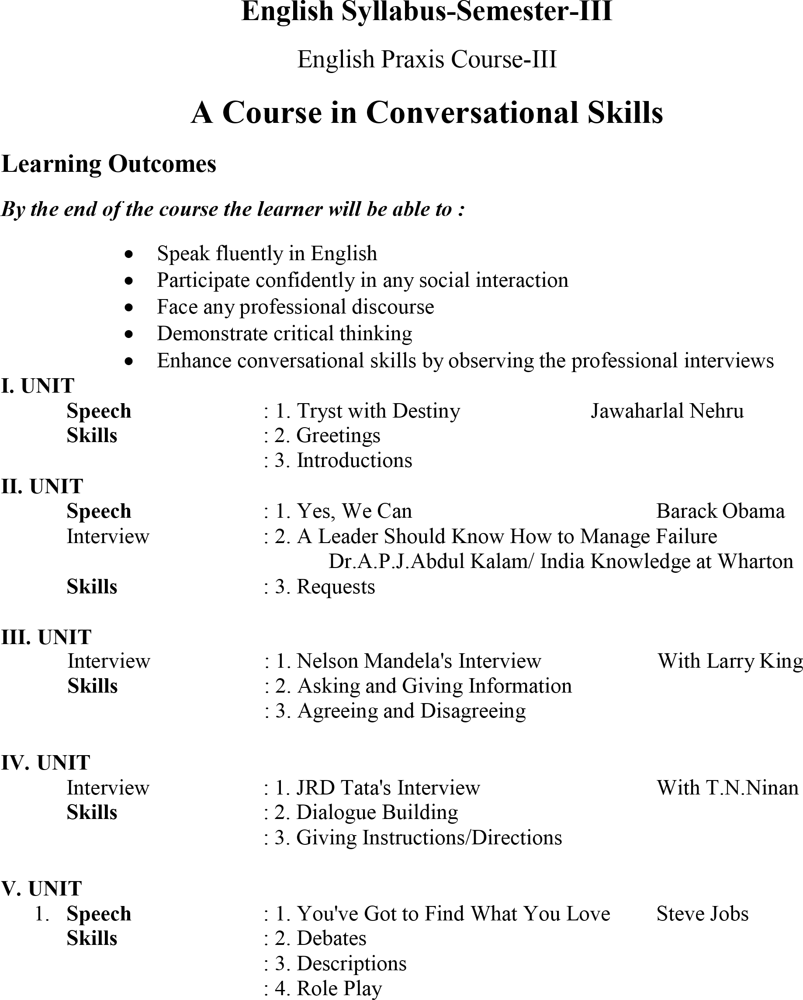 English Syllabus-Semester-III
English Praxis Course-III
A Course in Conversational Skills
Learning Outcomes
By the end of the course the learner will be able to :
• Speak fluently in English
• Participate confidently in any social interaction
• Face any professional discourse
• Demonstrate critical thinking
• Enhance conversational skills by observing the professional interviews
I. UNIT
Speech : 1. Tryst with Destiny Jawaharlal Nehru
Skills : 2. Greetings
: 3. Introductions
II. UNIT
Speech : 1. Yes, We Can Barack Obama
Interview : 2. A Leader Should Know How to Manage Failure
Dr.A.P.J.Abdul Kalam/ India Knowledge at Wharton
Skills : 3. Requests
III. UNIT
Interview : 1. Nelson Mandela's Interview With Larry King
Skills : 2. Asking and Giving Information
: 3. Agreeing and Disagreeing
IV. UNIT
Interview : 1. JRD Tata's Interview With T.N.Ninan
Skills : 2. Dialogue Building
: 3. Giving Instructions/Directions
V. UNIT
1. Speech : 1. You've Got to Find What You Love Steve Jobs
Skills : 2. Debates
: 3. Descriptions
: 4. Role Play